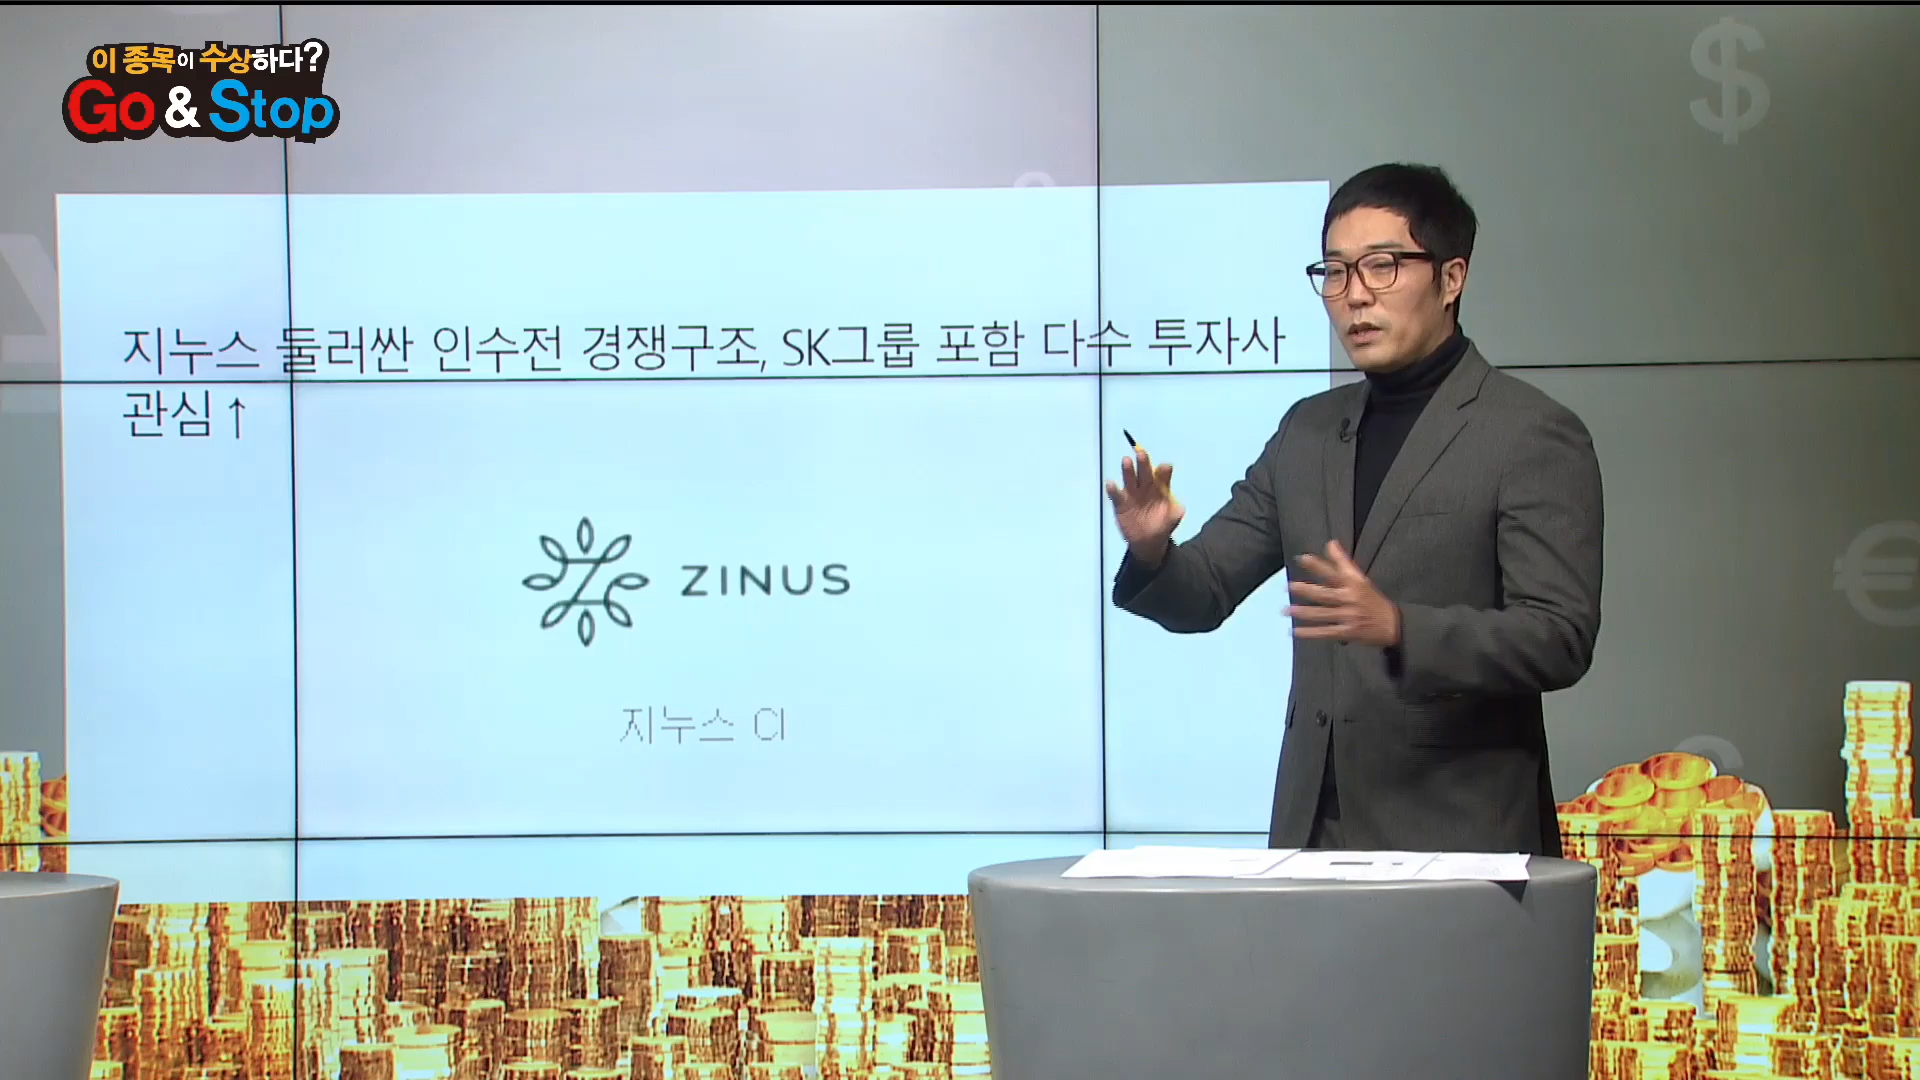 이 종목이 수상하다?
Go & Stop
지누스 둘러싼 인수전 경쟁구조, SK그룹 포함 다수 투자사
관심↑
ZINUS
지누스 CI